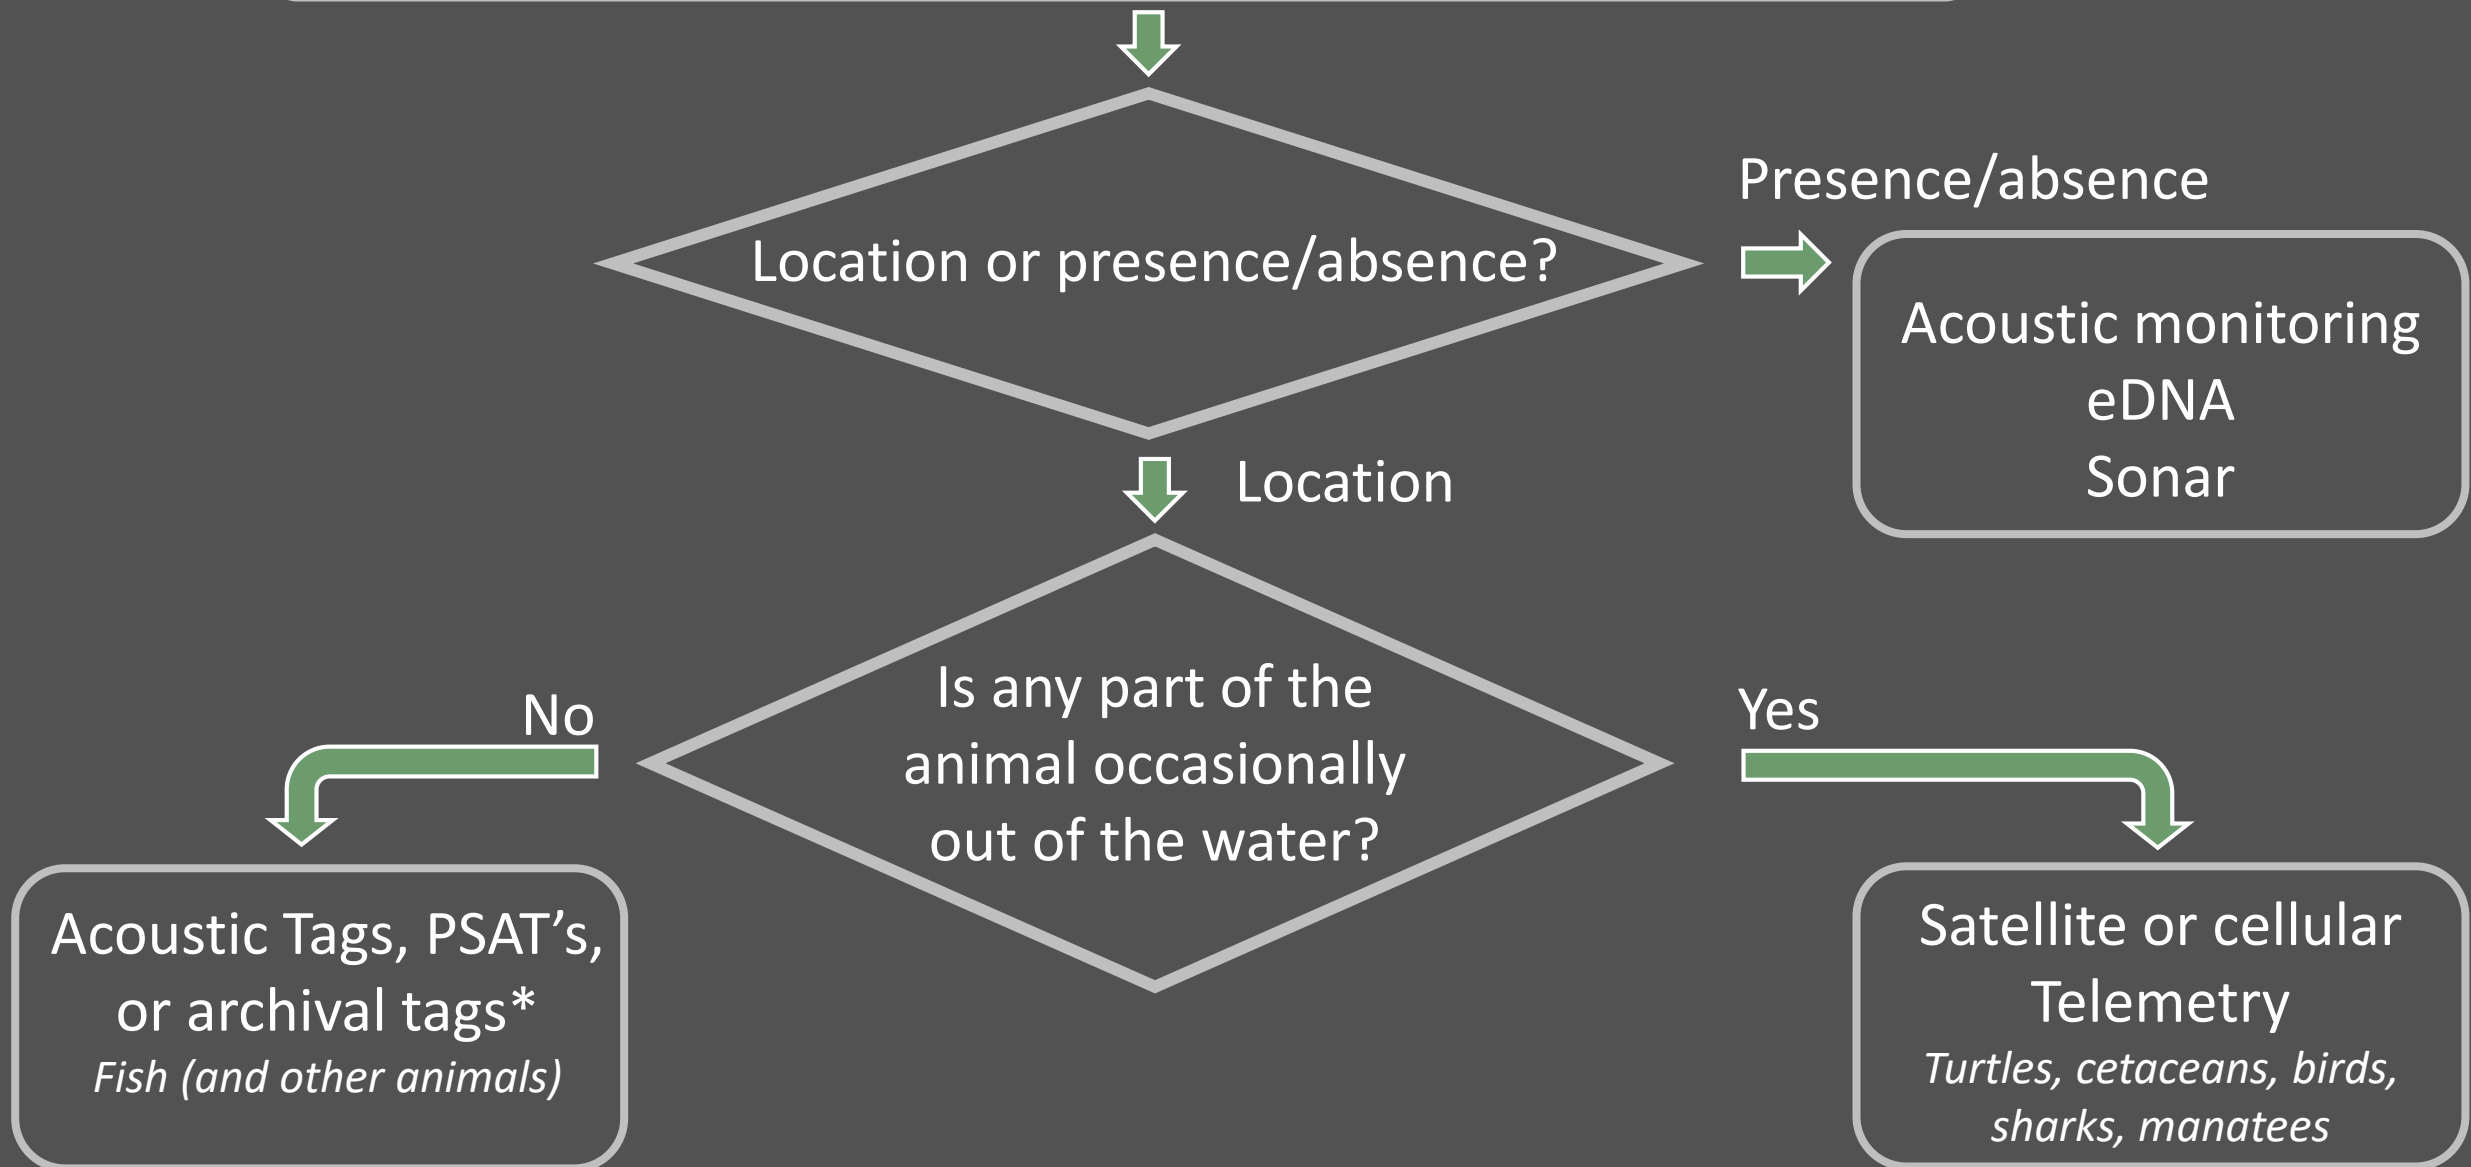 Location or presence/absence?
Presence/absence
Acoustic monitoring
eDNA
Sonar
Location
Is any part of the
animal occasionally
out of the water?
No
Acoustic Tags, PSAT’s,
or archival tags*
Fish (and other animals)
Yes
Satellite or cellular
Telemetry
Turtles, cetaceans, birds,
sharks, manatees